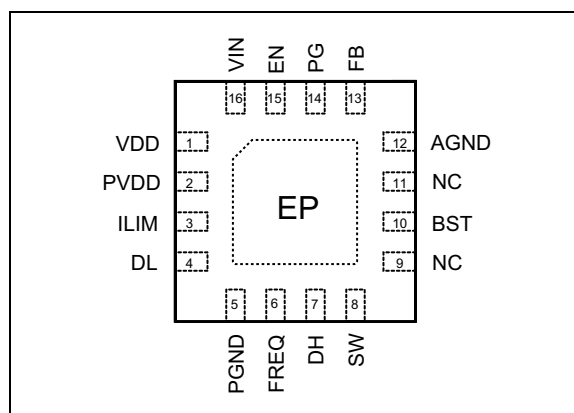 VIN EN PG FB
16 15 14 13
VDD 1 12 AGND
PVDD 2 11 NC
EP
ILIM 3 10 BST
DL 4 9 NC
5 6 7 8
PGND FREQ DH SW